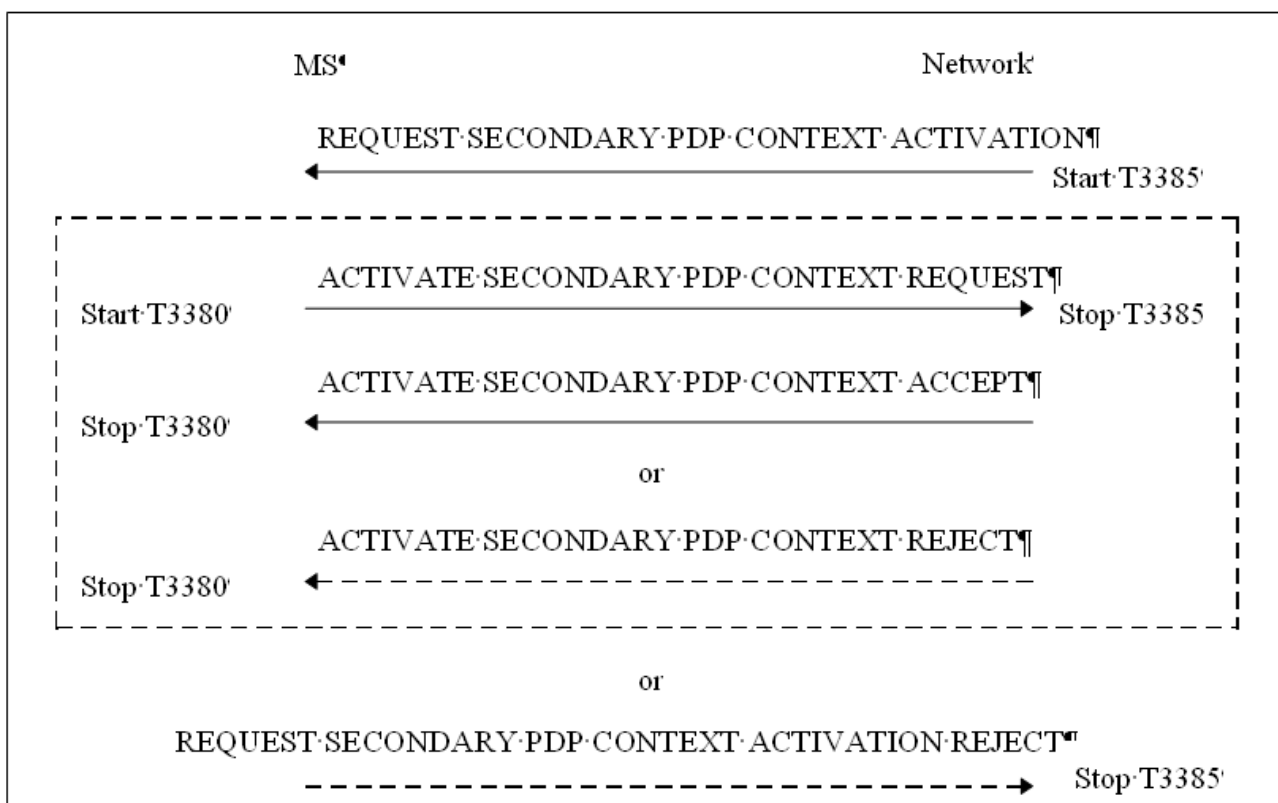 MS Network
REQUEST·SECONDARY·PDP·CONTEXT·ACTIVATION¶
Start·T3385
ACTIVATE·SECONDARY·PDP·CONTEXT·REQUEST¶
Start·T3380 Stop·T3385
ACTIVATE·SECONDARY·PDP·CONTEXT·ACCEPT¶
Stop·T3380
or
ACTIVATE·SECONDARY·PDP·CONTEXT·REJECT¶
Stop·T3380
or
REQUEST·SECONDARY·PDP·CONTEXT·ACTIVATION·REJECT¶
Stop·T3385